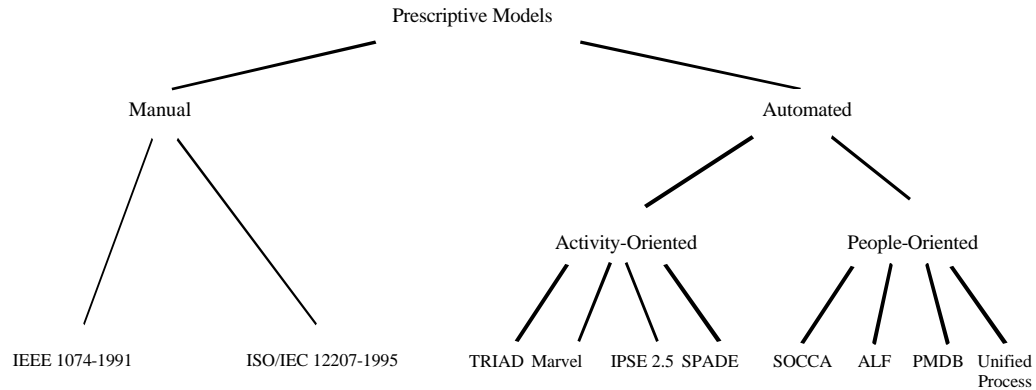 Prescriptive Models
Manual
Automated
Activity-Oriented
People-Oriented
IEEE 1074-1991
ISO/IEC 12207-1995
TRIAD
Marvel
IPSE 2.5
SPADE
SOCCA
ALF
PMDB
Unified
Process